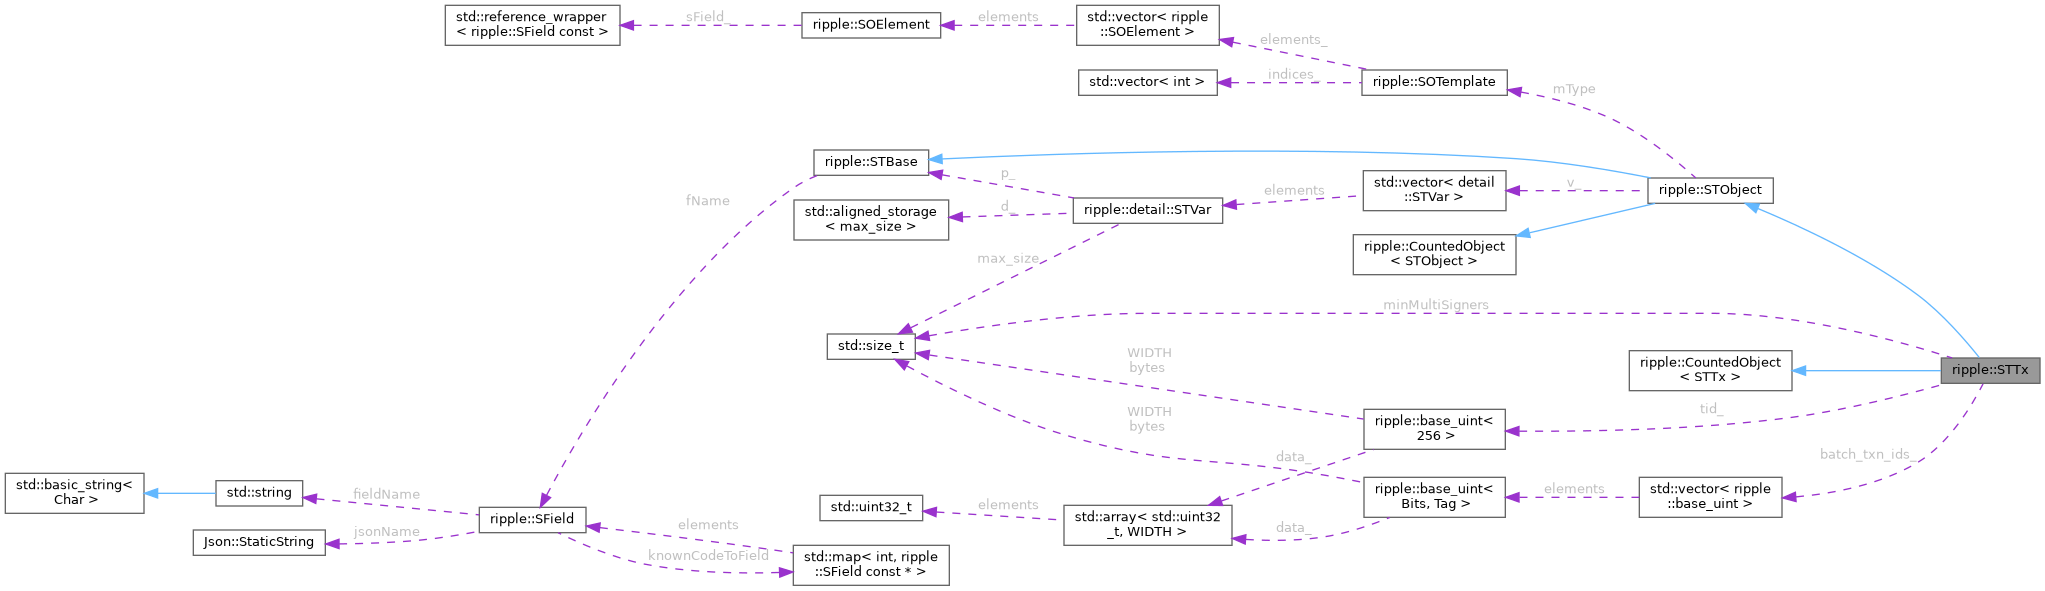 std::reference_wrapper
< ripple::SField const >
sField_
ripple::SOElement
elements
std::vector< ripple
::SOElement >
elements_
std::vector< int >
indices_
ripple::SOTemplate
mType
ripple::STBase
p_
std::aligned_storage
< max_size >
d_
ripple::detail::STVar
elements
std::vector< detail
::STVar >
v_
ripple::STObject
fName
ripple::CountedObject
< STObject >
max_size
minMultiSigners
std::size_t
WIDTH
bytes
ripple::CountedObject
< STTx >
ripple::STTx
WIDTH
bytes
ripple::base_uint<
256 >
tid_
data_
batch_txn_ids_
std::basic_string<
Char >
std::string
fieldName
ripple::SField
Json::StaticString
jsonName
elements
knownCodeToField
std::map< int, ripple
::SField const * >
std::uint32_t
elements
std::array< std::uint32
_t, WIDTH >
data_
ripple::base_uint<
Bits, Tag >
elements
std::vector< ripple
::base_uint >